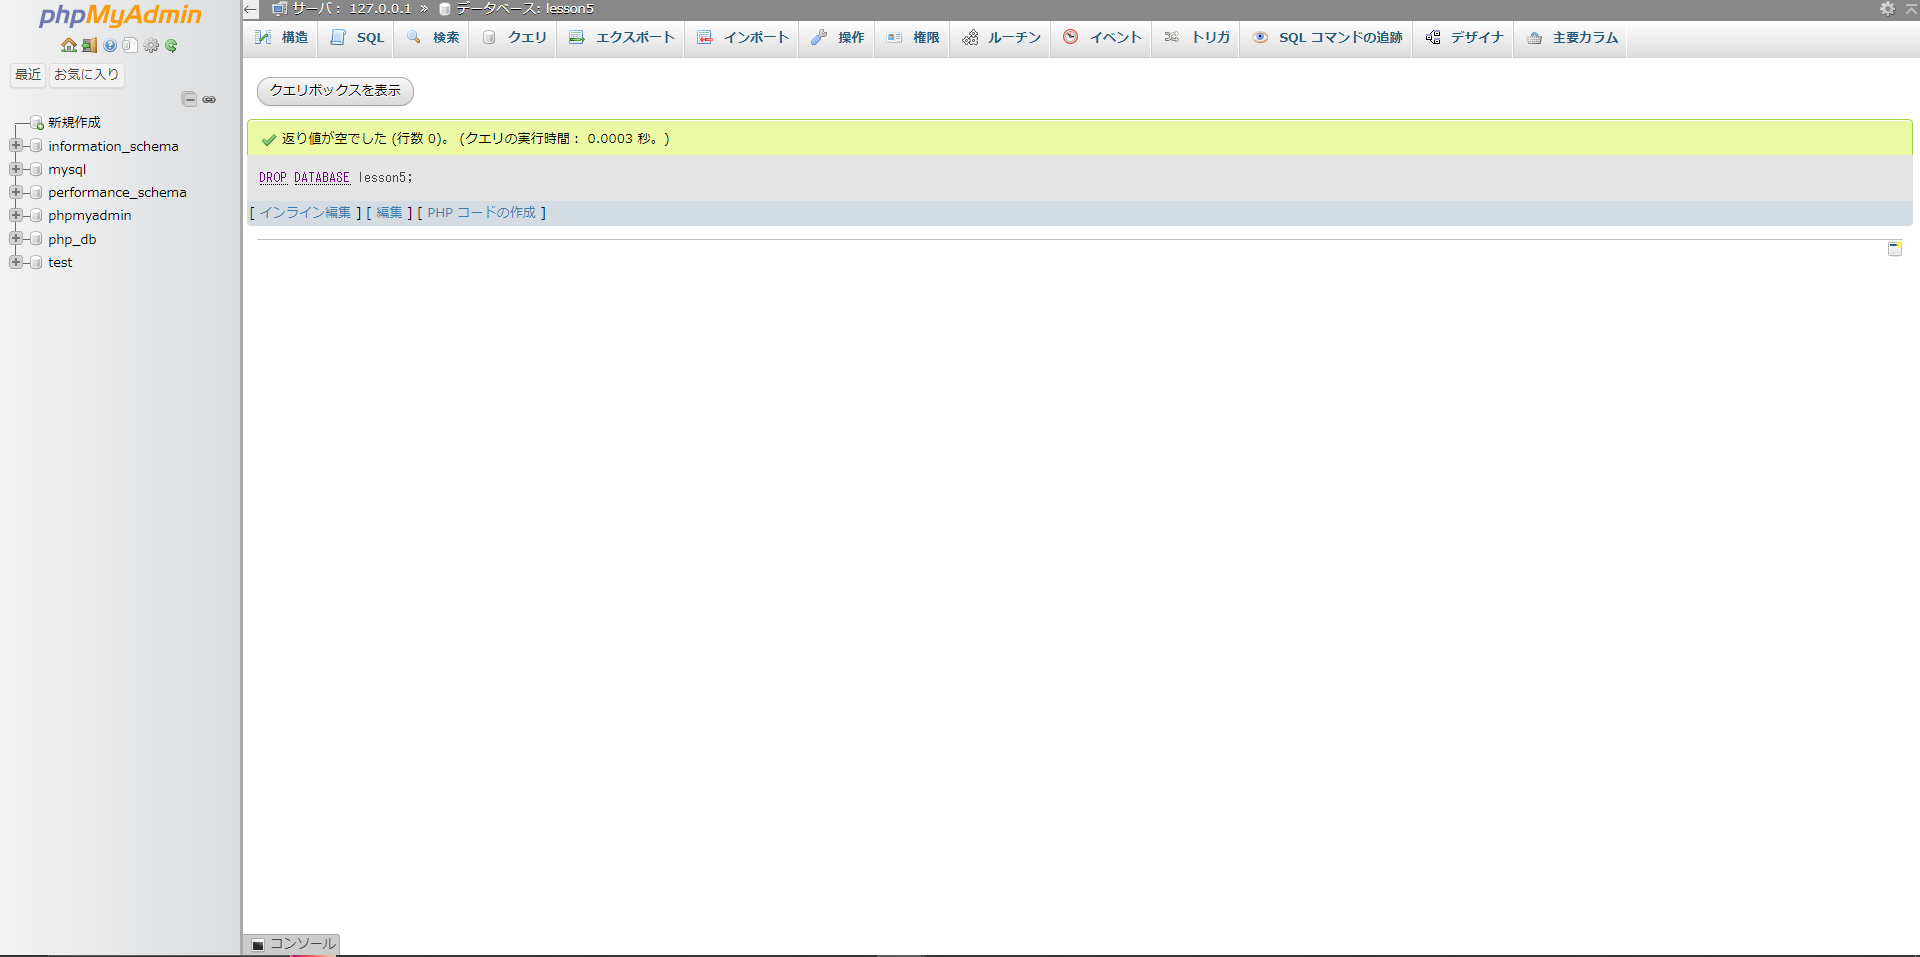 phpMyAdmin
最近 お気に入り
新規作成
information_schema
mysql
performance_schema
phpmyadmin
php_db
test
サーバ： 127.0.0.1 » データベース: lesson5
構造 SQL 検索 クエリ エクスポート インポート 操作 権限 ルーチン イベント トリガ SQL コマンドの追跡 デザイナ 主要カラム
クエリボックスを表示
返り値が空でした (行数 0)。 (クエリの実行時間： 0.0003 秒。)
DROP DATABASE lesson5;
[ インライン編集 ] [ 編集 ] [ PHP コードの作成 ]
コンソール